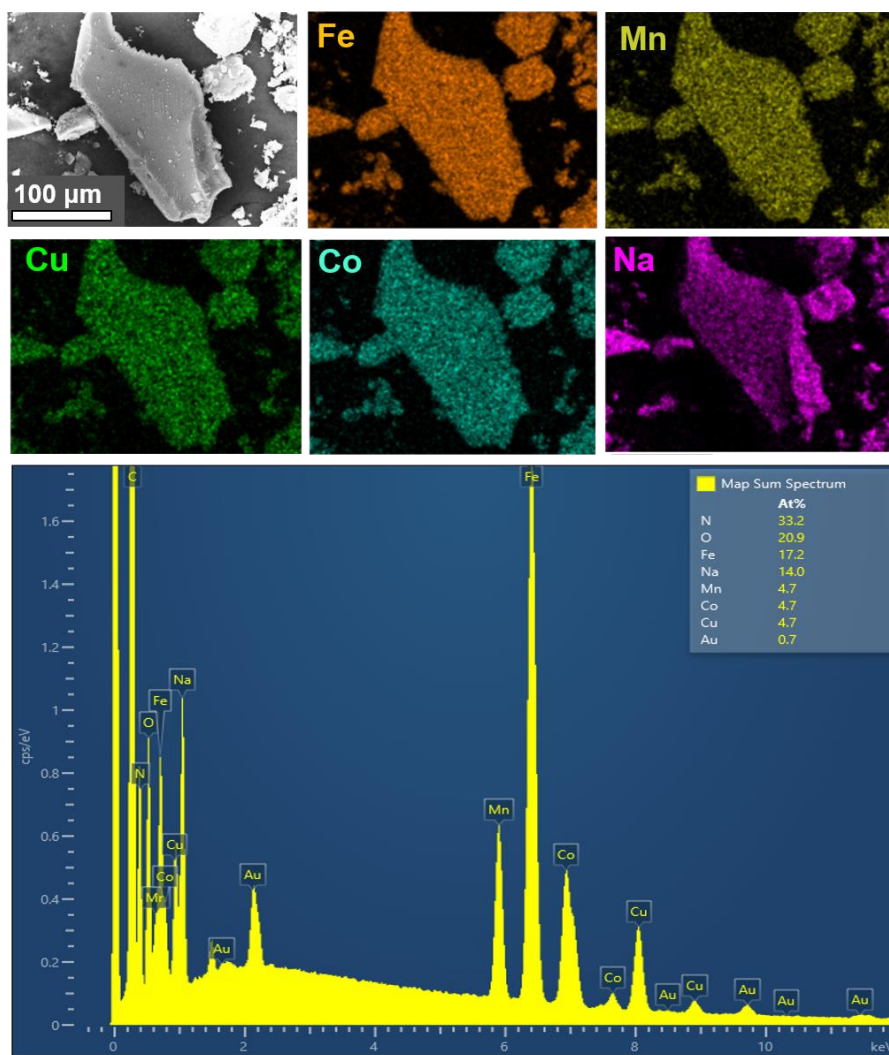 Fe
Mn
100 µm
Cu
Co
Na
C
Fe
Map Sum Spectrum
At%
N 33.2
O 20.9
Fe 17.2
Na 14.0
Mn 4.7
Co 4.7
Cu 4.7
Au 0.7
1.6
1.4
1.2
1
0.8
0.6
0.4
0.2
0
cps/eV
Na
Fe
O
N
Cu
Co
Mn
Au
Au
Mn
Co
Cu
Co
Au
Cu
Au
Au
Au
0
2
4
6
8
10
keV